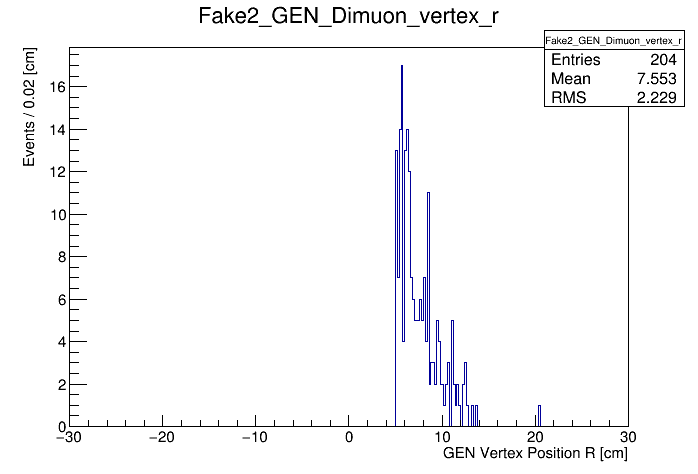 Fake2_GEN_Dimuon_vertex_r
Fake2_GEN_Dimuon_vertex_r
Entries 204
Mean 7.553
RMS 2.229
Events / 0.02 [cm]
16
14
12
10
8
6
4
2
0
−30 −20 −10 0 10 20 30
GEN Vertex Position R [cm]